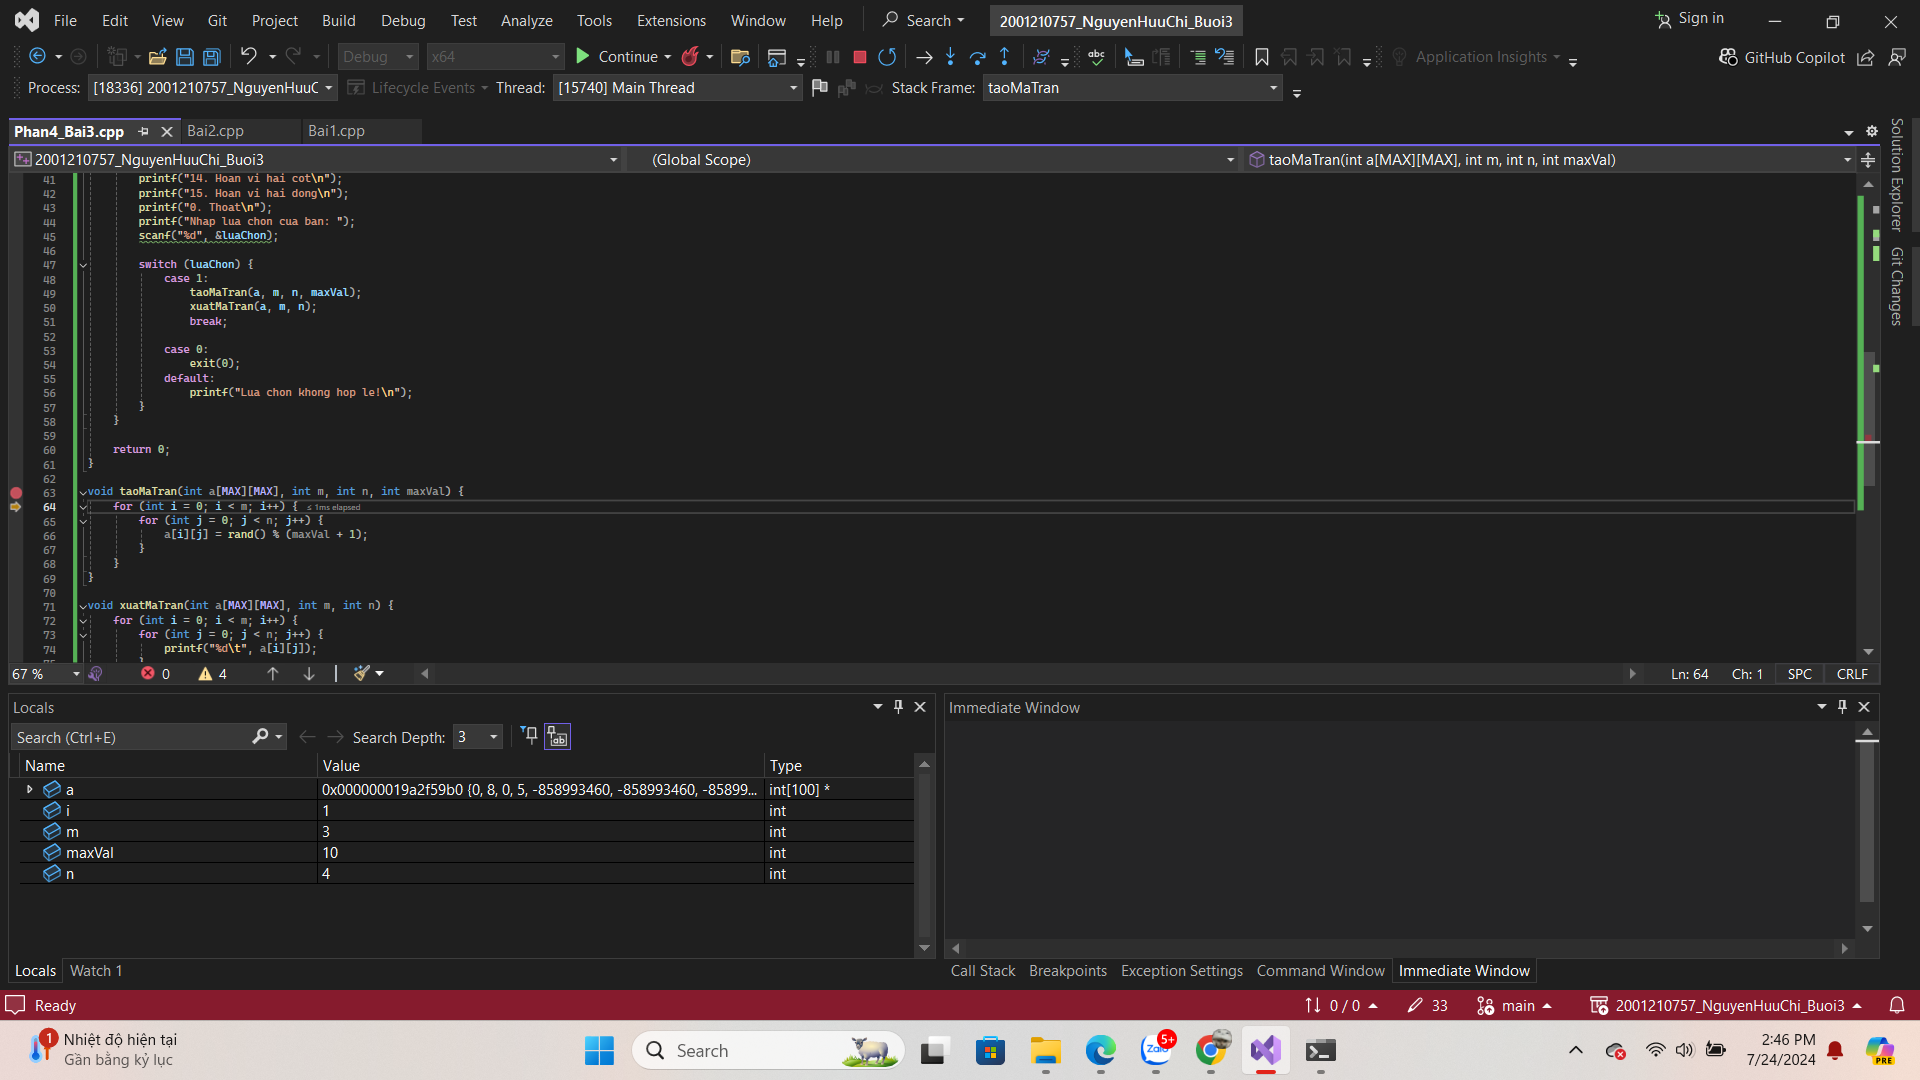 File Edit View Git Project Build Debug Test Analyze Tools Extensions Window Help Search 2001210757_NguyenHuuChi_Buoi3 Sign in
Debug x64 Continue Application Insights GitHub Copilot
Process: [18336] 2001210757_NguyenHuuC Lifecycle Events Thread: [15740] Main Thread Stack Frame: taoMaTran
Phan4_Bai3.cpp Bai2.cpp Bai1.cpp
2001210757_NguyenHuuChi_Buoi3 (Global Scope) taoMaTran(int a[MAX][MAX], int m, int n, int maxVal)
41 printf("14. Hoan vi hai cot\n");
42 printf("15. Hoan vi hai dong\n");
43 printf("0. Thoat\n");
44 printf("Nhap lua chon cua ban: ");
45 scanf("%d", &luaChon);
46
47 switch (luaChon) {
48 case 1:
49 taoMaTran(a, m, n, maxVal);
50 xuatMaTran(a, m, n);
51 break;
52
53 case 0:
54 exit(0);
55 default:
56 printf("Lua chon khong hop le!\n");
57 }
58 }
59
60 return 0;
61 }
62
63 void taoMaTran(int a[MAX][MAX], int m, int n, int maxVal) {
64 for (int i = 0; i < m; i++) { ≤ 1ms elapsed
65 for (int j = 0; j < n; j++) {
66 a[i][j] = rand() % (maxVal + 1);
67 }
68 }
69 }
70
71 void xuatMaTran(int a[MAX][MAX], int m, int n) {
72 for (int i = 0; i < m; i++) {
73 for (int j = 0; j < n; j++) {
74 printf("%d\t", a[i][j]);
67 % 0 4 Ln: 64 Ch: 1 SPC CRLF
Solution Explorer
Git Changes
Locals
Search (Ctrl+E) Search Depth: 3
Name Value Type
a 0x000000019a2f59b0 {0, 8, 0, 5, -858993460, -858993460, -85899... int[100] *
i 1 int
m 3 int
maxVal 10 int
n 4 int
Locals Watch 1
Immediate Window
Call Stack Breakpoints Exception Settings Command Window Immediate Window
Ready 0 / 0 33 main 2001210757_NguyenHuuChi_Buoi3
1 Nhiệt độ hiện tại
Gần bằng kỷ lục
Search
Zalo 5+
2:46 PM
7/24/2024
PRE